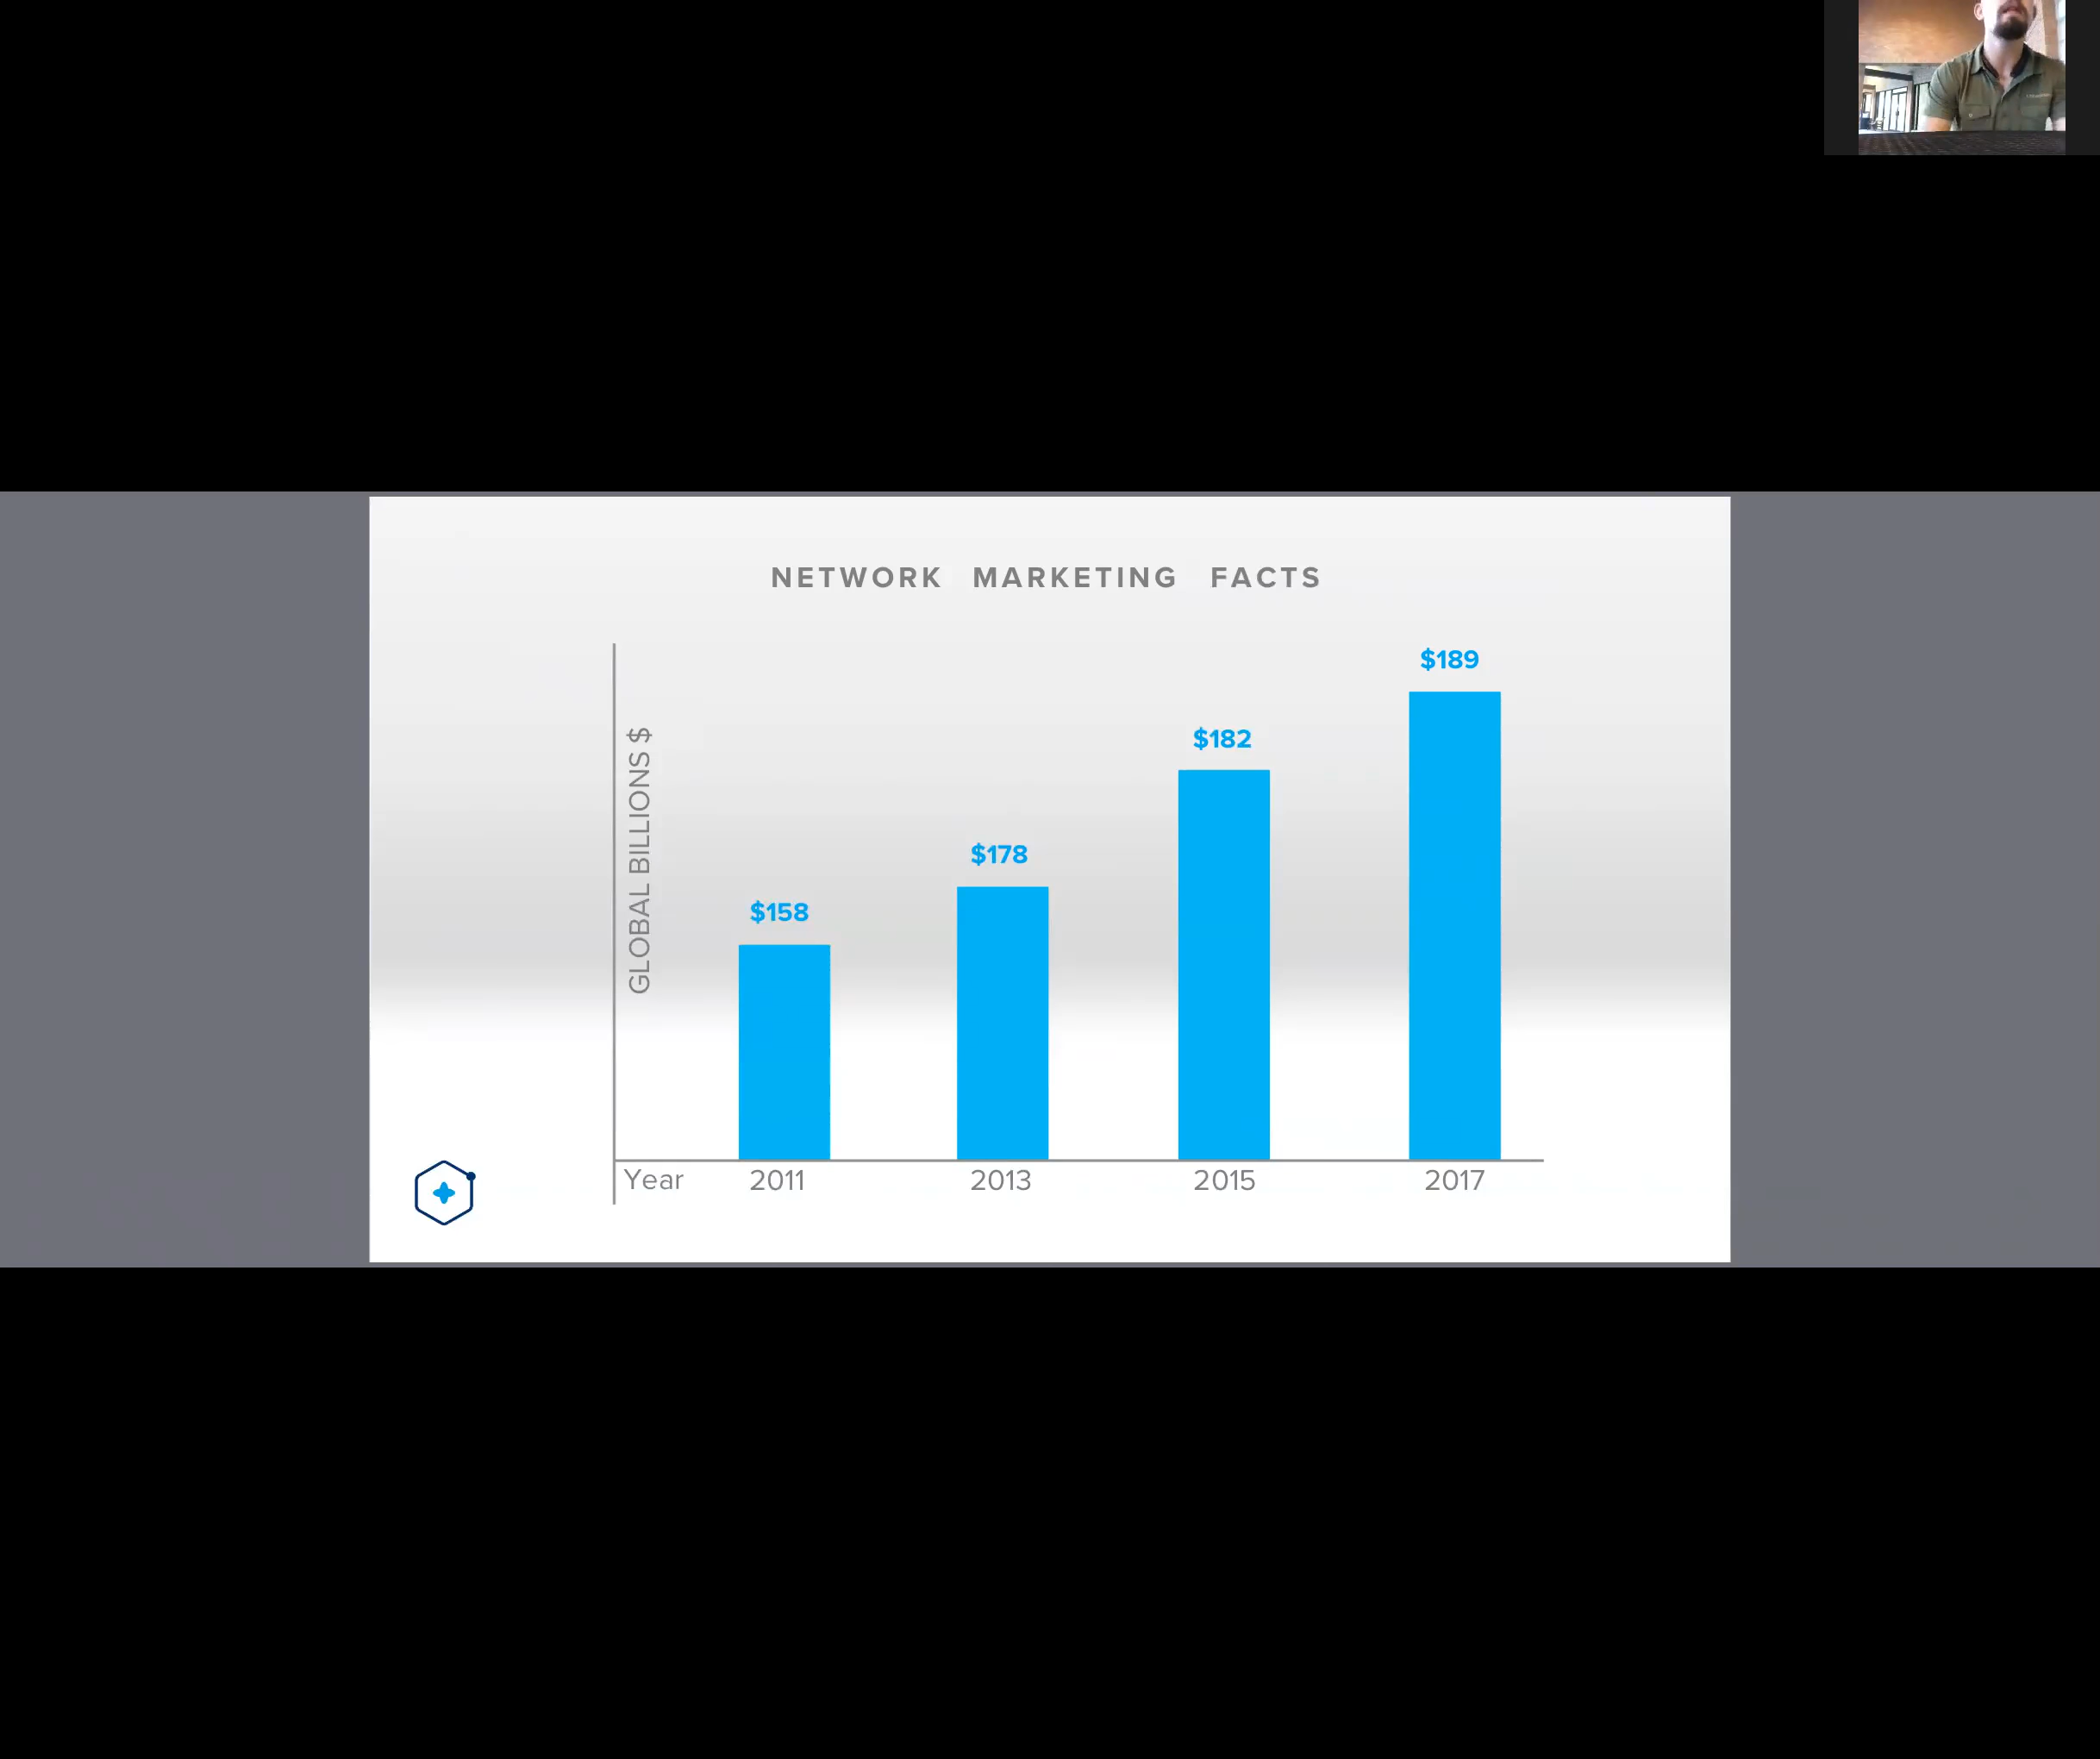 NETWORK MARKETING FACTS
GLOBAL BILLIONS $
$158
$178
$182
$189
Year 2011 2013 2015 2017